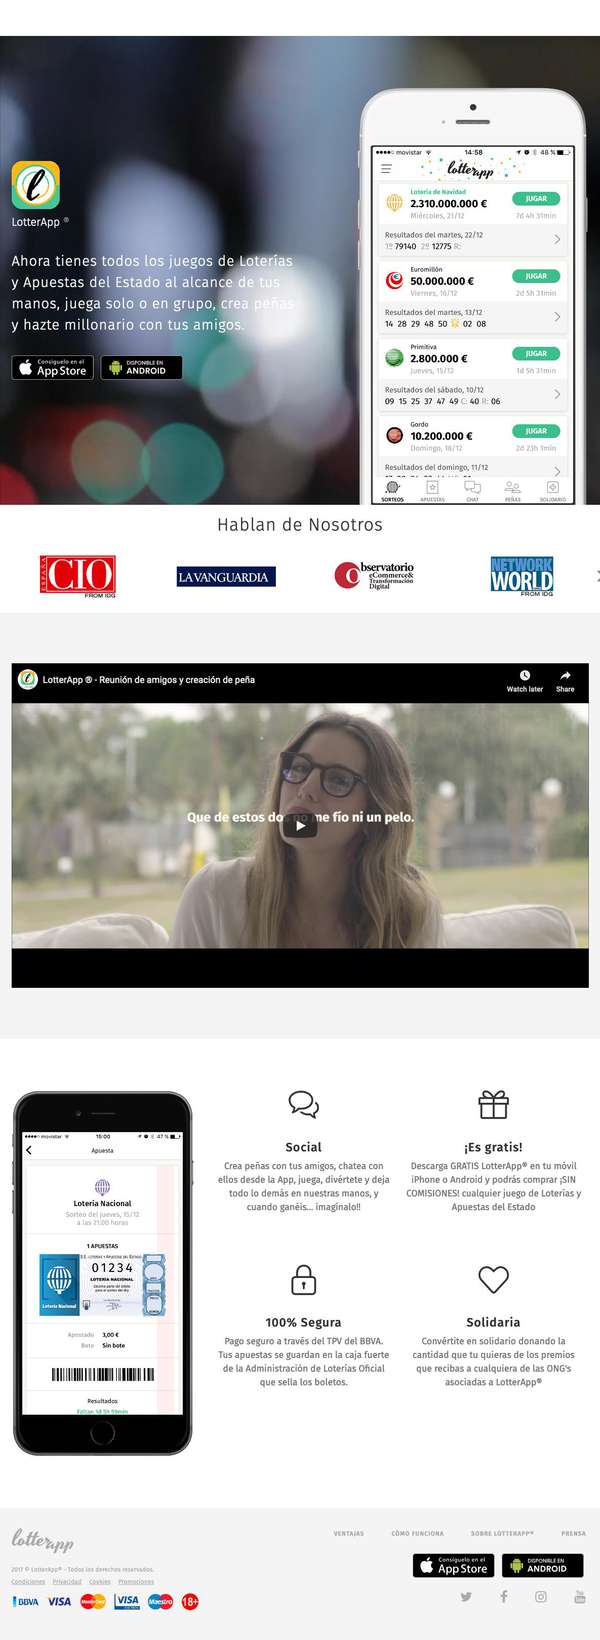 LotterApp ®
Ahora tienes todos los juegos de Loterías
y Apuestas del Estado al alcance de tus
manos, juega solo o en grupo, crea peñas
y hazte millonario con tus amigos.
Consíguelo en el
App Store
DISPONIBLE EN
ANDROID
movistar 14:58 48 %
lotterapp
Lotería de Navidad
2.310.000.000 €
Miércoles, 21/12
JUGAR
7d 4h 31min
Resultados del martes, 22/12
1º 79140 2º 12775 R:
Euromillón
50.000.000 €
Viernes, 16/12
JUGAR
2d 5h 31min
Resultados del martes, 13/12
14 28 29 48 50 02 08
Primitiva
2.800.000 €
Jueves, 15/12
JUGAR
1d 5h 31min
Resultados del sábado, 10/12
09 15 25 37 47 49 C: 40 R: 06
Gordo
10.200.000 €
Domingo, 18/12
JUGAR
2d 23h 1min
Resultados del domingo, 11/12
SORTEOS APUESTAS CHAT PEÑAS SOLIDARIO
Hablan de Nosotros
ESPAÑA
CIO
FROM IDG
LA VANGUARDIA
Observatorio
eCommerce&
Transformación
Digital
NETWORK
WORLD
FROM IDG
LotterApp ® - Reunión de amigos y creación de peña
Watch later
Share
Que de estos dos no me fío ni un pelo.
movistar 15:00 47 %
Apuesta
Lotería Nacional
Sorteo del jueves, 15/12
a las 21:00 horas
1 APUESTAS
01234
LOTERÍA NACIONAL
Lotería Nacional
Apostado 3,00 €
Bote Sin bote
Resultados
Faltan 1d 5h 59min
Social
Crea peñas con tus amigos, chatea con
ellos desde la App, juega, diviértete y deja
todo lo demás en nuestras manos, y
cuando ganéis... imagínalo!!
¡Es gratis!
Descarga GRATIS LotterApp® en tu móvil
iPhone o Android y podrás comprar ¡SIN
COMISIONES! cualquier juego de Loterías y
Apuestas del Estado
100% Segura
Pago seguro a través del TPV del BBVA.
Tus apuestas se guardan en la caja fuerte
de la Administración de Loterías Oficial
que sella los boletos.
Solidaria
Convértite en solidario donando la
cantidad que tu quieras de los premios
que recibas a cualquiera de las ONG's
asociadas a LotterApp®
lotterapp
2017 © LotterApp® - Todos los derechos reservados.
Condiciones Privacidad Cookies Promociones
BBVA VISA MasterCard VISA Maestro 18+
VENTAJAS CÓMO FUNCIONA SOBRE LOTTERAPP® PRENSA
Consíguelo en el
App Store
DISPONIBLE EN
ANDROID